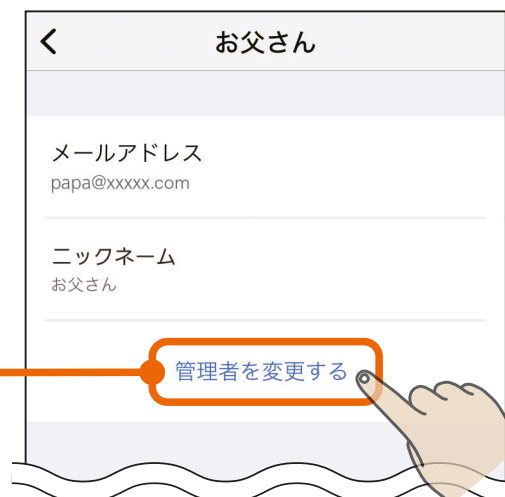 お父さん
メールアドレス
papa@xxxxx.com
ニックネーム
お父さん
管理者を変更する